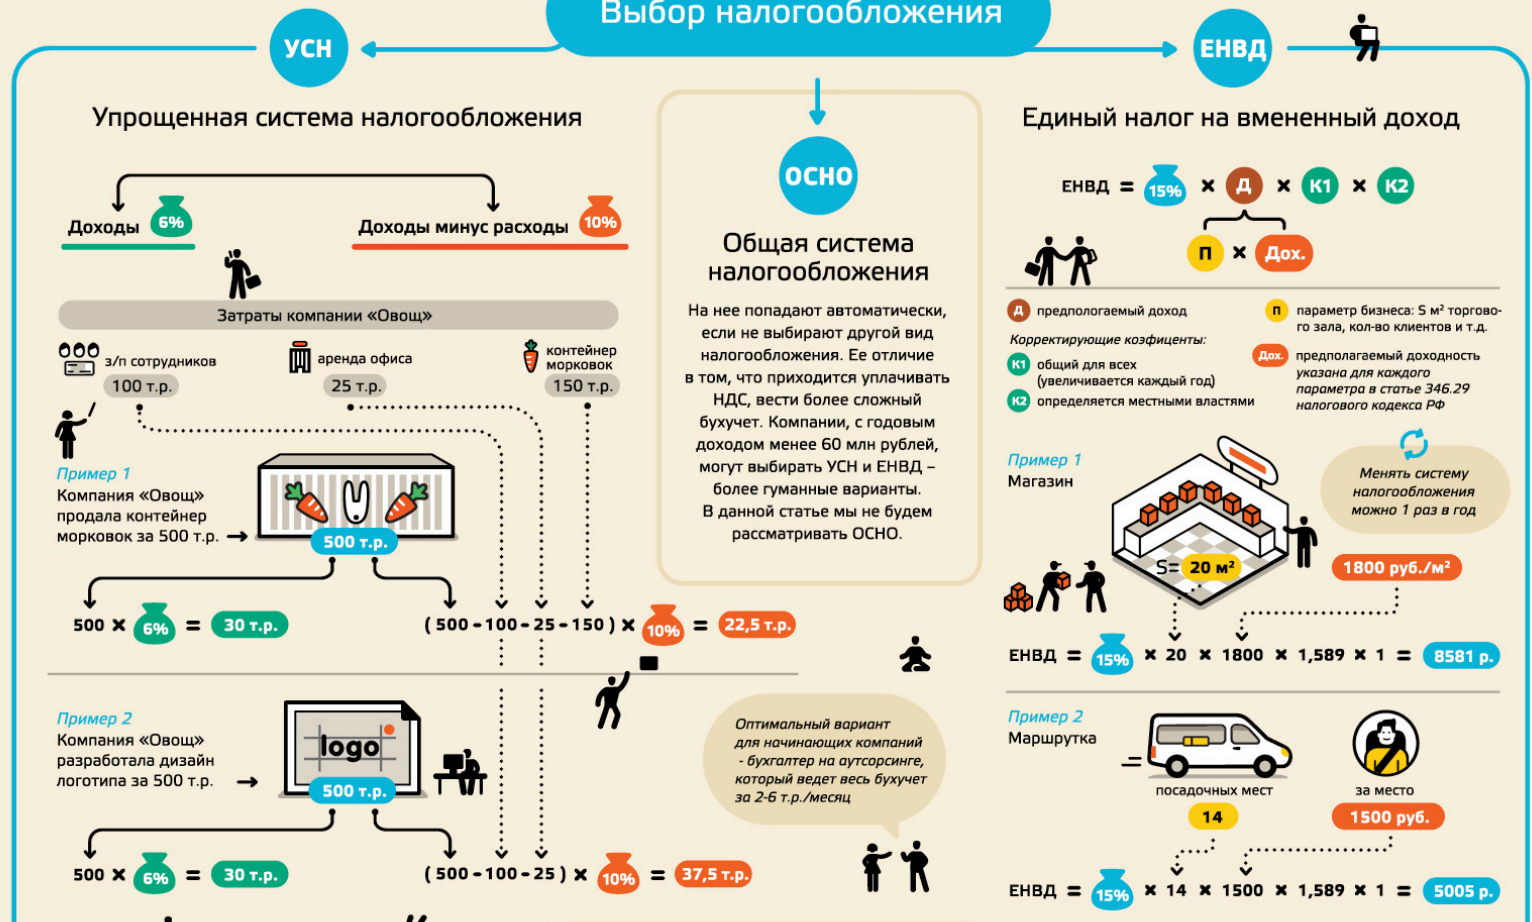 Выбор налогообложения
УСН
ЕНВД
Упрощенная система налогообложения
Доходы 6%
Доходы минус расходы 10%
Затраты компании «Овощ»
з/п сотрудников
100 т.р.
аренда офиса
25 т.р.
контейнер
морковок
150 т.р.
Пример 1
Компания «Овощ»
продала контейнер
морковок за 500 т.р.
500 т.р.
500 × 6% = 30 т.р.
(500-100-25-150) × 10% = 22,5 т.р.
Пример 2
Компания «Овощ»
разработала дизайн
логотипа за 500 т.р.
logo
500 т.р.
500 × 6% = 30 т.р.
(500-100-25) × 10% = 37,5 т.р.
ОСНО
Общая система
налогообложения
На нее попадают автоматически,
если не выбирают другой вид
налогообложения. Ее отличие
в том, что приходится уплачивать
НДС, вести более сложный
бухучет. Компании, с годовым
доходом менее 60 млн рублей,
могут выбирать УСН и ЕНВД –
более гуманные варианты.
В данной статье мы не будем
рассматривать ОСНО.
Оптимальный вариант
для начинающих компаний
- бухгалтер на аутсорсинге,
который ведет весь бухучет
за 2-6 т.р./месяц
Единый налог на вмененный доход
ЕНВД = 15% × Д × К1 × К2
П × Дох.
Д предпологаемый доход
Корректирующие коэфиценты:
К1 общий для всех
(увеличивается каждый год)
К2 определяется местными властями
П параметр бизнеса: S м² торгово-
го зала, кол-во клиентов и т.д.
Дох. предполагаемый доходность
указана для каждого
параметра в статье 346.29
налогового кодекса РФ
Пример 1
Магазин
Менять систему
налогообложения
можно 1 раз в год
S= 20 м²
1800 руб./м²
ЕНВД = 15% × 20 × 1800 × 1,589 × 1 = 8581 р.
Пример 2
Маршрутка
посадочных мест
14
за место
1500 руб.
ЕНВД = 15% × 14 × 1500 × 1,589 × 1 = 5005 р.